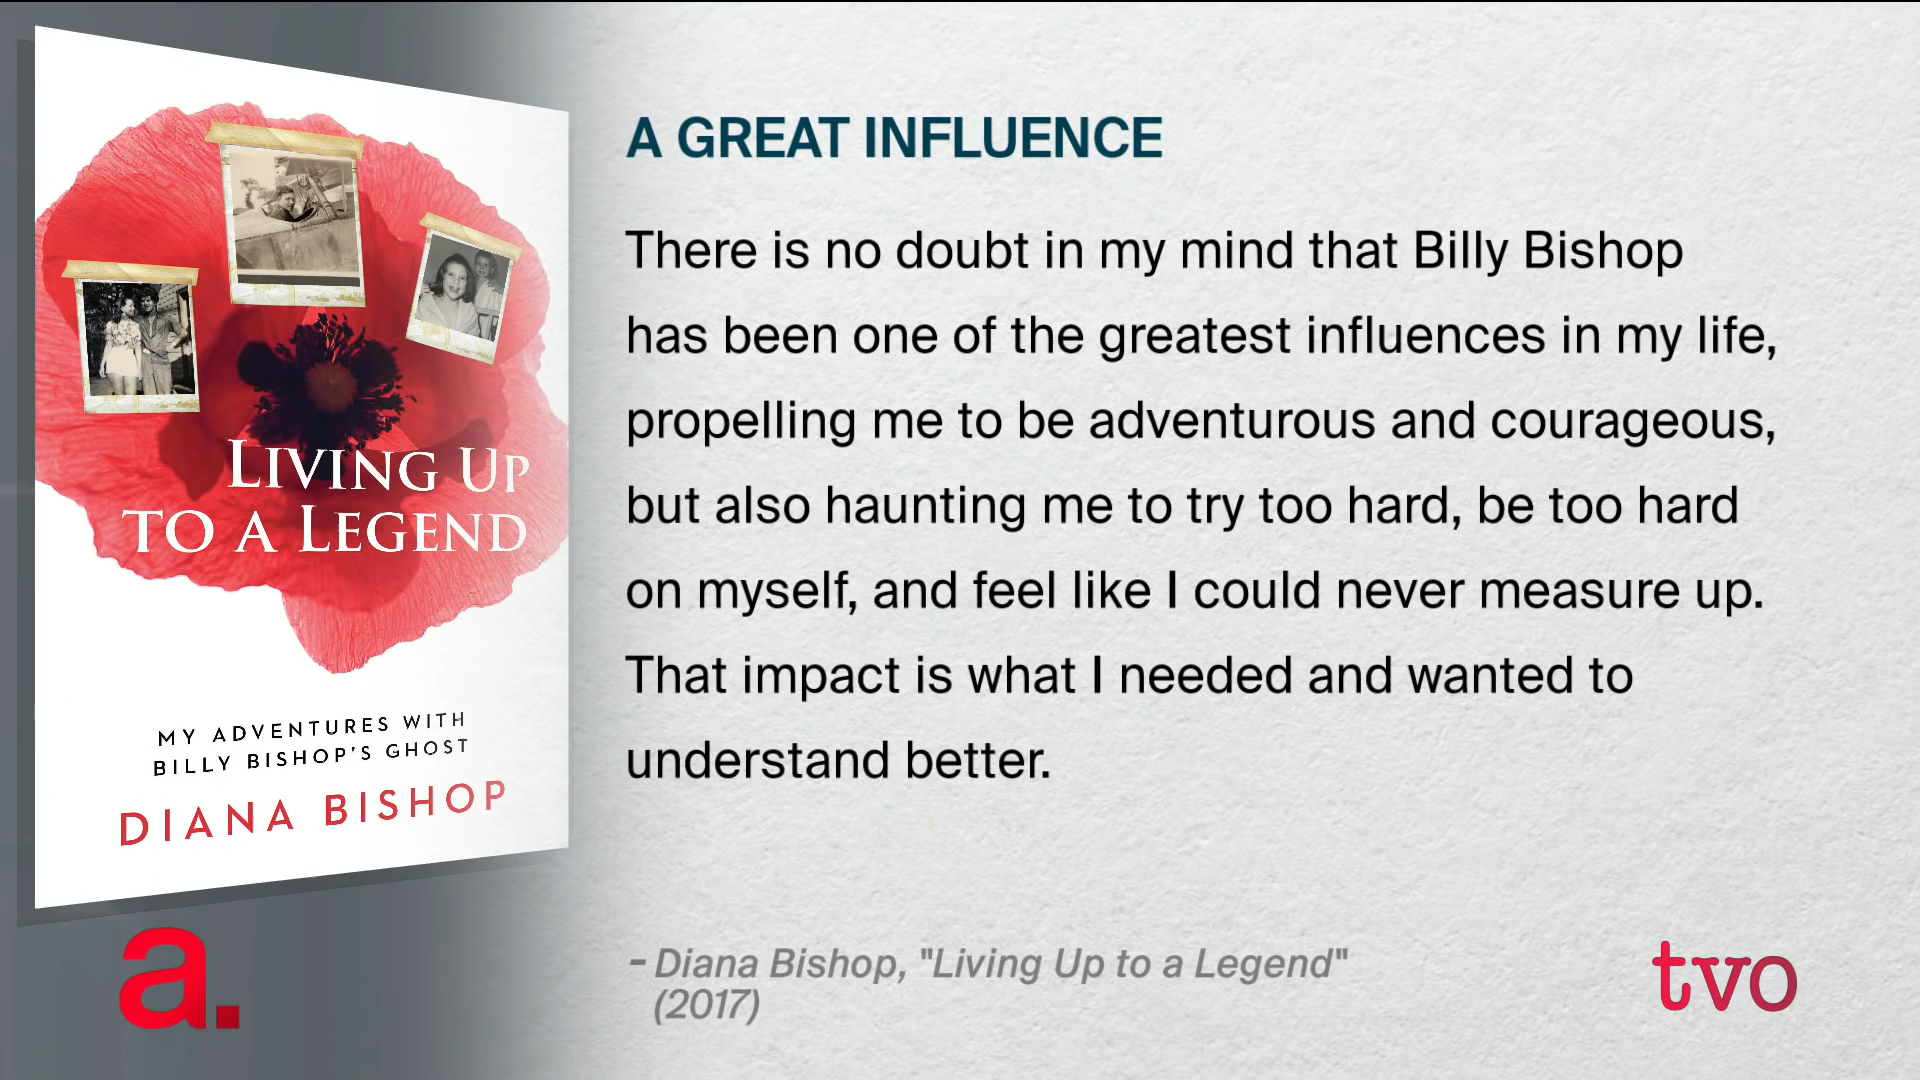 LIVING UP
TO A LEGEND
MY ADVENTURES WITH
BILLY BISHOP'S GHOST
DIANA BISHOP
A GREAT INFLUENCE
There is no doubt in my mind that Billy Bishop
has been one of the greatest influences in my life,
propelling me to be adventurous and courageous,
but also haunting me to try too hard, be too hard
on myself, and feel like I could never measure up.
That impact is what I needed and wanted to
understand better.
- Diana Bishop, "Living Up to a Legend"
(2017)
a.
tvo